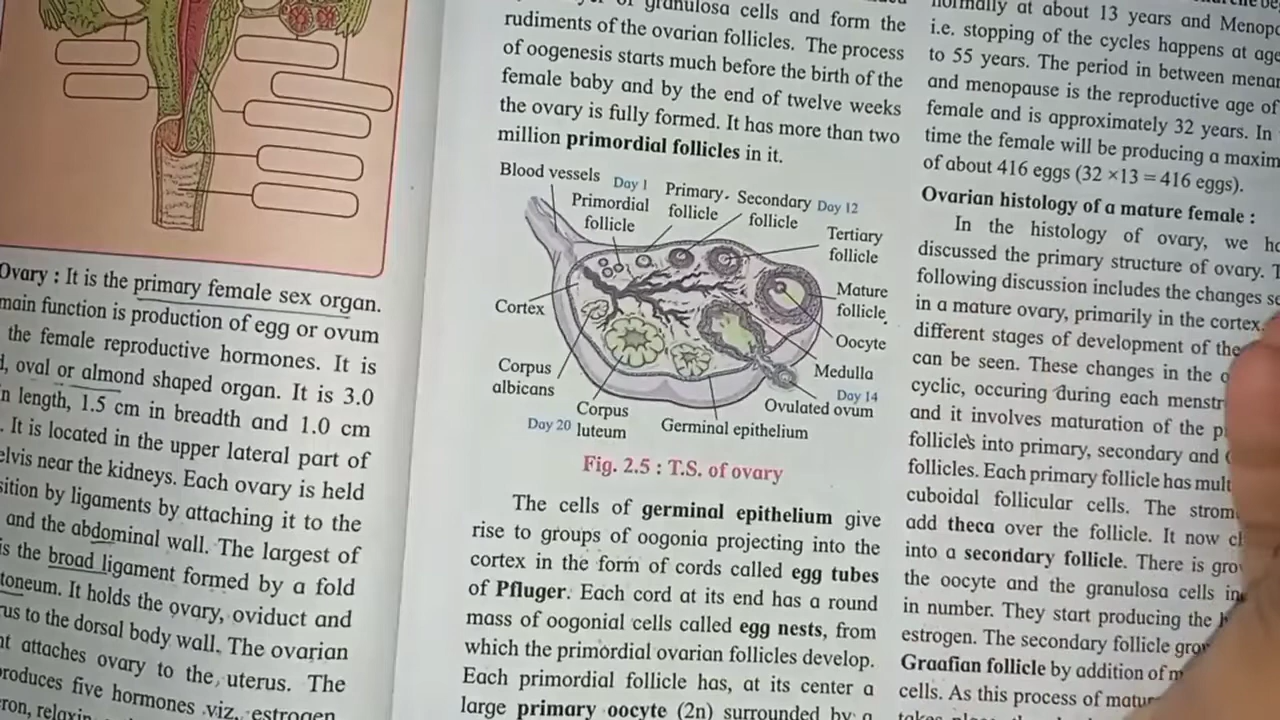 Ovary : It is the primary female sex organ.
main function is production of egg or ovum
the female reproductive hormones. It is
oval or almond shaped organ. It is 3.0
length, 1.5 cm in breadth and 1.0 cm
. It is located in the upper lateral part of
near the kidneys. Each ovary is held
by ligaments by attaching it to the
and the abdominal wall. The largest of
is the broad ligament formed by a fold
It holds the ovary, oviduct and
to the dorsal body wall. The ovarian
attaches ovary to the uterus. The
produces five hormones viz., estrogen
granulosa cells and form the
rudiments of the ovarian follicles. The process
of oogenesis starts much before the birth of the
female baby and by the end of twelve weeks
the ovary is fully formed. It has more than two
million primordial follicles in it.
Blood vessels
Day 1
Primordial
follicle
Primary
follicle
Secondary
follicle
Day 12
Tertiary
follicle
Mature
follicle
Cortex
Oocyte
Corpus
albicans
Medulla
Day 14
Ovulated ovum
Day 20
Corpus
luteum
Germinal epithelium
Fig. 2.5 : T.S. of ovary
The cells of germinal epithelium give
rise to groups of oogonia projecting into the
cortex in the form of cords called egg tubes
of Pfluger. Each cord at its end has a round
mass of oogonial cells called egg nests, from
which the primordial ovarian follicles develop.
Each primordial follicle has, at its center a
large primary oocyte (2n) surrounded by a
normally at about 13 years and
i.e. stopping of the cycles happens at
to 55 years. The period in between
and menopause is the reproductive age of
female and is approximately 32 years. In
time the female will be producing a
of about 416 eggs (32 ×13 = 416 eggs).
Ovarian histology of a mature female :
In the histology of ovary, we
discussed the primary structure of ovary.
following discussion includes the changes
in a mature ovary, primarily in the cortex.
different stages of development of the
can be seen. These changes in the
cyclic, occuring during each
and it involves maturation of the
follicle's into primary, secondary and
follicles. Each primary follicle has
cuboidal follicular cells. The
add theca over the follicle. It now
into a secondary follicle. There is
the oocyte and the granulosa cells
in number. They start producing the
estrogen. The secondary follicle
Graafian follicle by addition of
cells. As this process of